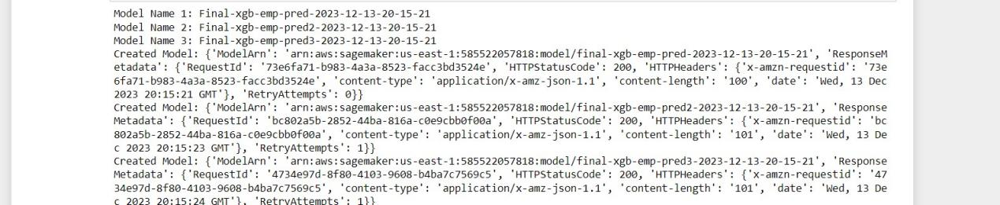 Model Name 1: Final-xgb-emp-pred-2023-12-13-20-15-21
Model Name 2: Final-xgb-emp-pred2-2023-12-13-20-15-21
Model Name 3: Final-xgb-emp-pred3-2023-12-13-20-15-21
Created Model: {'ModelArn': 'arn:aws:sagemaker:us-east-1:585522057818:model/final-xgb-emp-pred-2023-12-13-20-15-21', 'ResponseM
etadata': {'RequestId': '73e6fa71-b983-4a3a-8523-facc3bd3524e', 'HTTPStatusCode': 200, 'HTTPHeaders': {'x-amzn-requestid': '73e
6fa71-b983-4a3a-8523-facc3bd3524e', 'content-type': 'application/x-amz-json-1.1', 'content-length': '100', 'date': 'Wed, 13 Dec
2023 20:15:21 GMT'}, 'RetryAttempts': 0}}
Created Model: {'ModelArn': 'arn:aws:sagemaker:us-east-1:585522057818:model/final-xgb-emp-pred2-2023-12-13-20-15-21', 'Response
Metadata': {'RequestId': 'bc802a5b-2852-44ba-816a-c0e9cbb0f00a', 'HTTPStatusCode': 200, 'HTTPHeaders': {'x-amzn-requestid': 'bc
802a5b-2852-44ba-816a-c0e9cbb0f00a', 'content-type': 'application/x-amz-json-1.1', 'content-length': '101', 'date': 'Wed, 13 De
c 2023 20:15:23 GMT'}, 'RetryAttempts': 1}}
Created Model: {'ModelArn': 'arn:aws:sagemaker:us-east-1:585522057818:model/final-xgb-emp-pred3-2023-12-13-20-15-21', 'Response
Metadata': {'RequestId': '4734e97d-8f80-4103-9608-b4ba7c7569c5', 'HTTPStatusCode': 200, 'HTTPHeaders': {'x-amzn-requestid': '47
34e97d-8f80-4103-9608-b4ba7c7569c5', 'content-type': 'application/x-amz-json-1.1', 'content-length': '101', 'date': 'Wed, 13 De
c 2023 20:15:24 GMT'}, 'RetryAttempts': 1}}